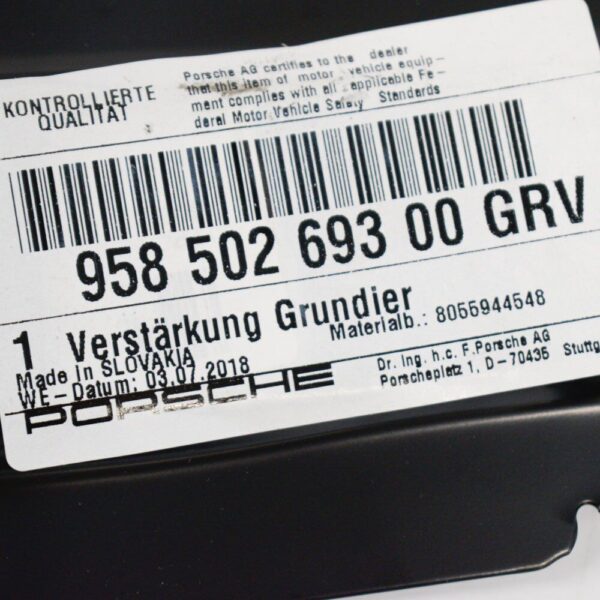 KONTROLLIERTE
QUALITÄT
Porsche AG certifies to the dealer
that this item of motor vehicle equip-
ment complies with all applicable Fe-
deral Motor Vehicle Safety Standards
958 502 693 00 GRV
1 Verstärkung Grundier
Materialb.: 8055944548
Made in SLOVAKIA
WE-Datum: 03.07.2018
PORSCHE
Dr. Ing. h.c. F.Porsche AG
Porscheplatz 1, D-70435 Stuttg